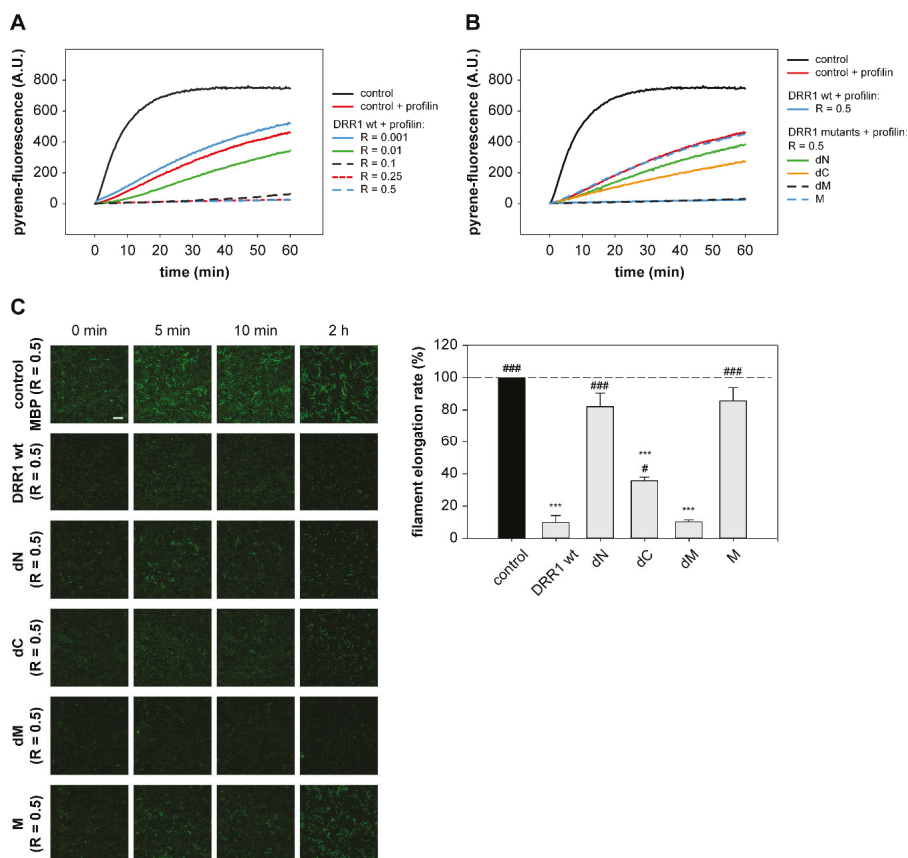 A
pyrene-fluorescence (A.U.)
800
600
400
200
0
0 10 20 30 40 50 60
time (min)
control
control + profilin
DRR1 wt + profilin:
R = 0.001
R = 0.01
R = 0.1
R = 0.25
R = 0.5
B
pyrene-fluorescence (A.U.)
800
600
400
200
0
0 10 20 30 40 50 60
time (min)
control
control + profilin
DRR1 wt + profilin:
R = 0.5
DRR1 mutants + profilin:
R = 0.5
dN
dC
dM
M
C
0 min 5 min 10 min 2 h
control
MBP (R = 0.5)
DRR1 wt
(R = 0.5)
dN
(R = 0.5)
dC
(R = 0.5)
dM
(R = 0.5)
M
(R = 0.5)
filament elongation rate (%)
120
100
80
60
40
20
0
###
***
###
***
#
***
###
control
DRR1 wt
dN
dC
dM
M